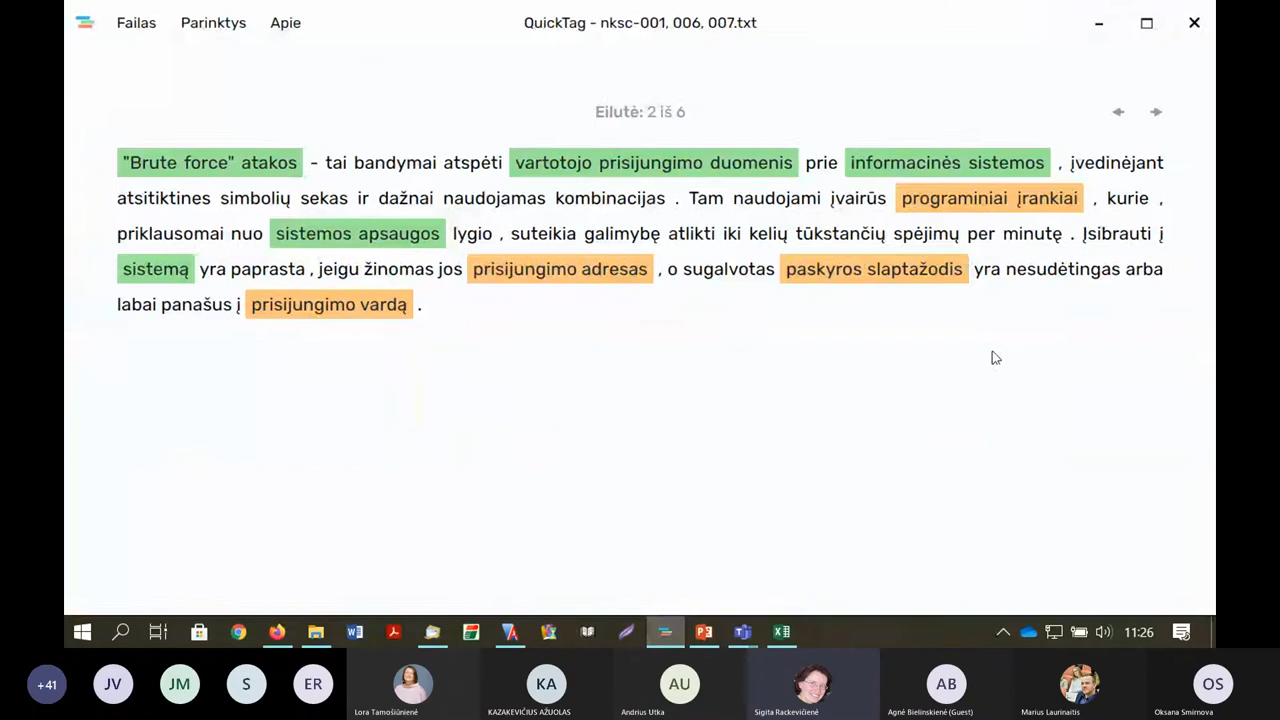 Failas Parinktys Apie QuickTag - nksc-001, 006, 007.txt
Eilutė: 2 iš 6
"Brute force" atakos - tai bandymai atspėti vartotojo prisijungimo duomenis prie informacinės sistemos , įvedinėjant
atsitiktines simbolių sekas ir dažnai naudojamas kombinacijas . Tam naudojami įvairūs programiniai įrankiai , kurie ,
priklausomai nuo sistemos apsaugos lygio , suteikia galimybę atlikti iki kelių tūkstančių spėjimų per minutę . Įsibrauti į
sistemą yra paprasta , jeigu žinomas jos prisijungimo adresas , o sugalvotas paskyros slaptažodis yra nesudėtingas arba
labai panašus į prisijungimo vardą .
11:26
+41 JV JM S ER KA AU AB OS
Lora Tamošiūnienė KAZAKEVIČIUS ĄŽUOLAS Andrius Utka Sigita Rackevičienė Agnė Bielinskienė (Guest) Marius Laurinaitis Oksana Smirnova